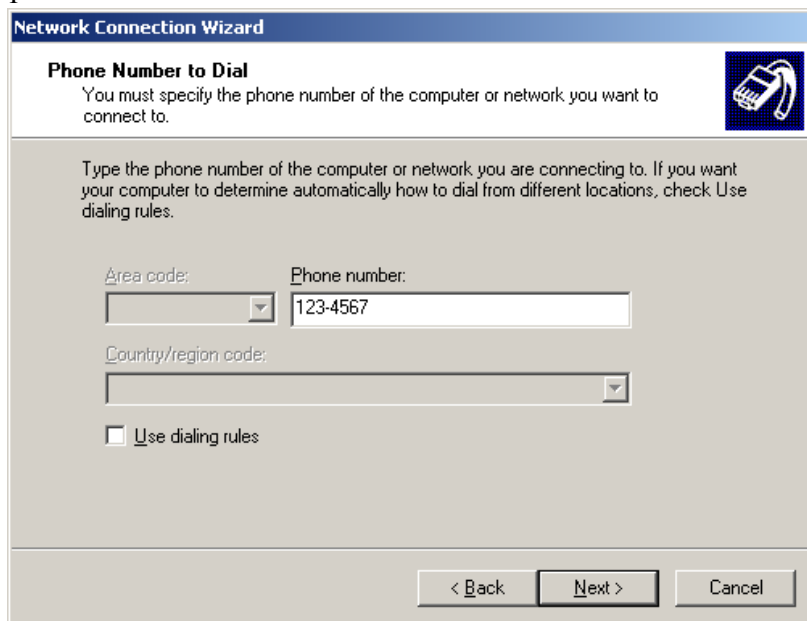 Network Connection Wizard
Phone Number to Dial
You must specify the phone number of the computer or network you want to
connect to.
Type the phone number of the computer or network you are connecting to. If you want
your computer to determine automatically how to dial from different locations, check Use
dialing rules.
Area code: Phone number:
123-4567
Country/region code:
Use dialing rules
< Back Next > Cancel